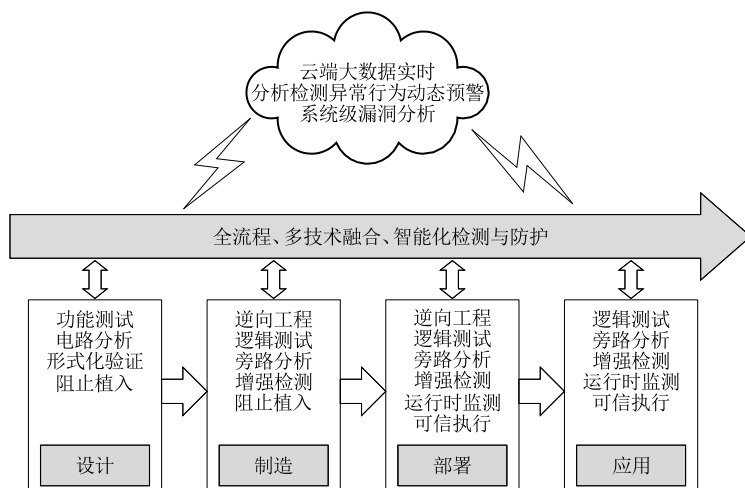 云端大数据实时
分析检测异常行为动态预警
系统级漏洞分析
全流程、多技术融合、智能化检测与防护
功能测试
电路分析
形式化验证
阻止植入
设计
逆向工程
逻辑测试
旁路分析
增强检测
阻止植入
制造
逆向工程
逻辑测试
旁路分析
增强检测
运行时监测
可信执行
部署
逻辑测试
旁路分析
增强检测
运行时监测
可信执行
应用